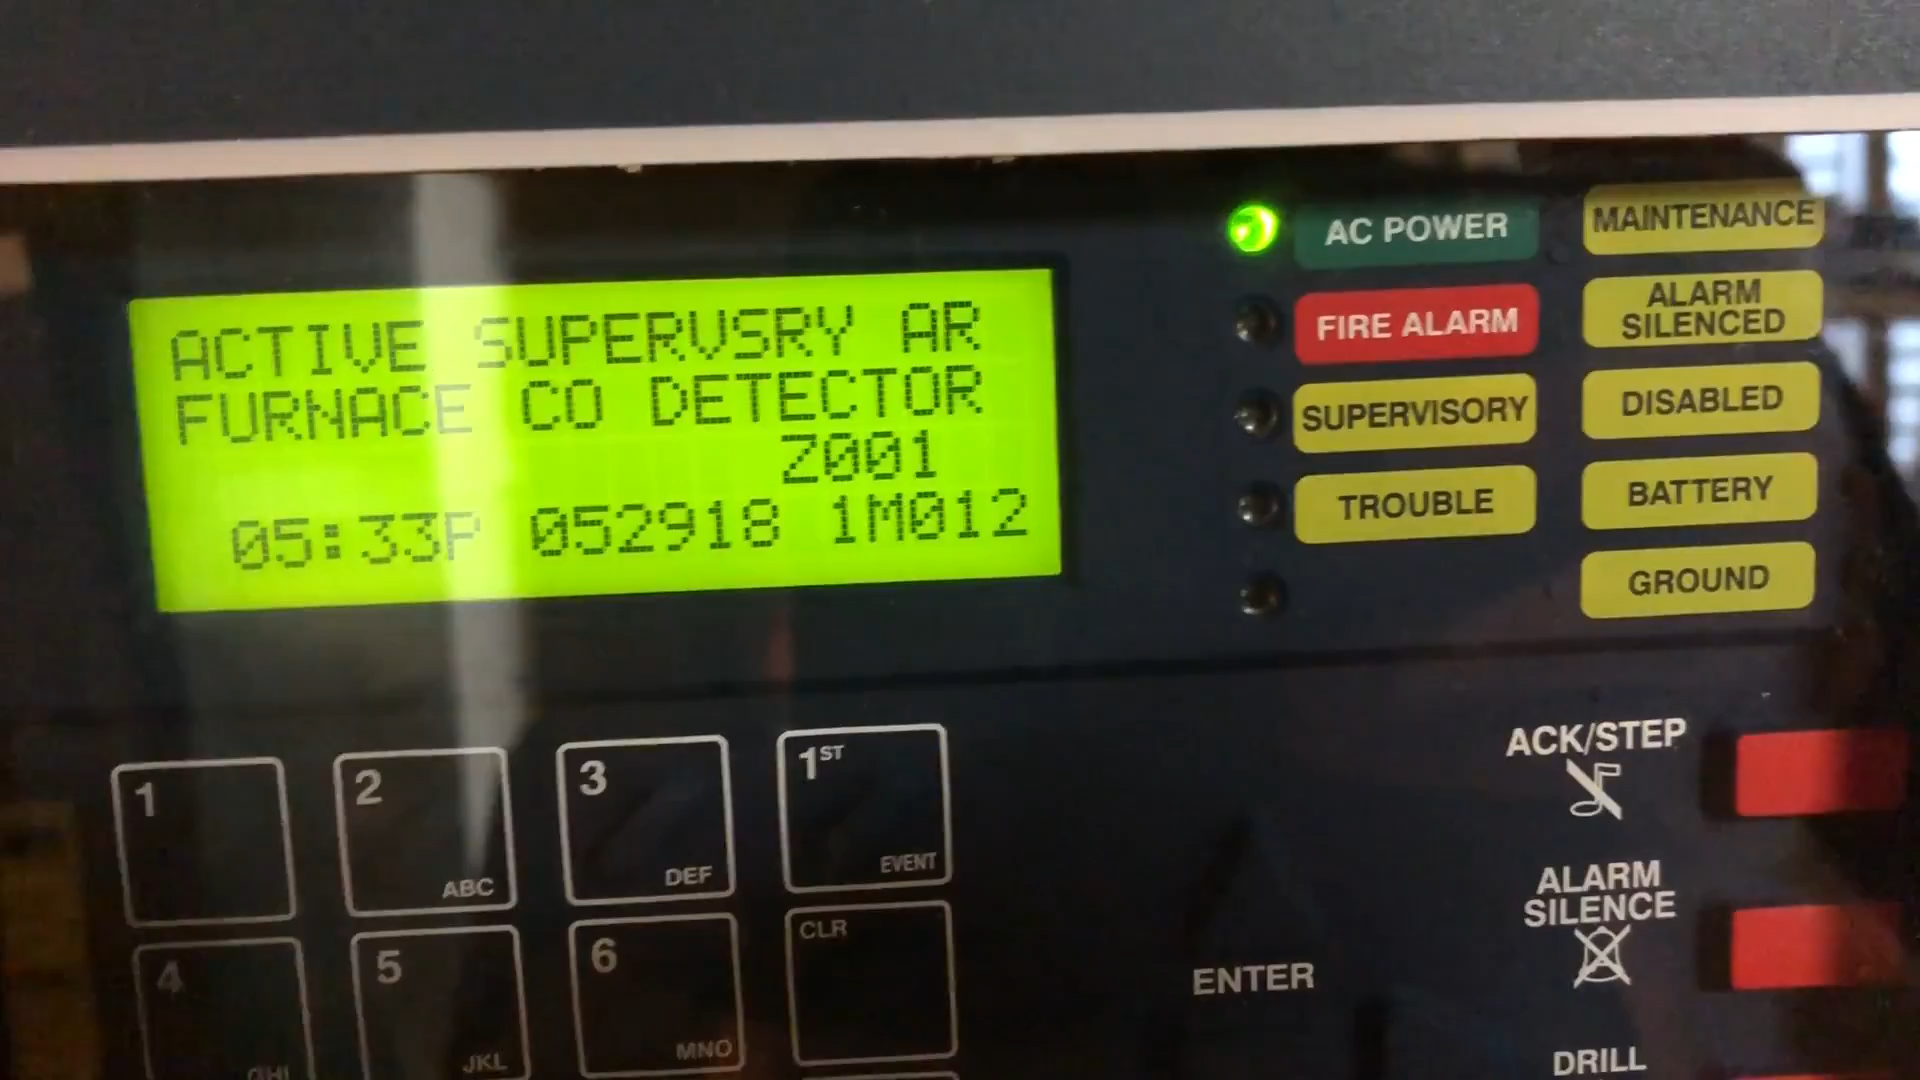 ACTIVE SUPERVSRY AR
FURNACE CO DETECTOR
Z001
05:33P 052918 1M012
AC POWER
FIRE ALARM
SUPERVISORY
TROUBLE
MAINTENANCE
ALARM
SILENCED
DISABLED
BATTERY
GROUND
1
2
ABC
3
DEF
1ST
EVENT
4
GHI
5
JKL
6
MNO
CLR
ENTER
ACK/STEP
ALARM
SILENCE
DRILL